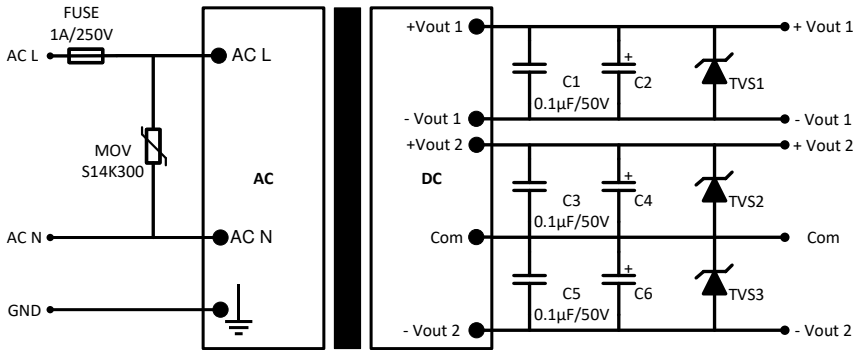 FUSE
1A/250V
AC L
AC L
MOV
S14K300
AC N
AC N
GND
AC
DC
+Vout 1
+ Vout 1
C1
0.1µF/50V
C2
TVS1
- Vout 1
- Vout 1
+Vout 2
+ Vout 2
C3
0.1µF/50V
+
C4
TVS2
Com
Com
+
C5
0.1µF/50V
+
C6
TVS3
- Vout 2
- Vout 2